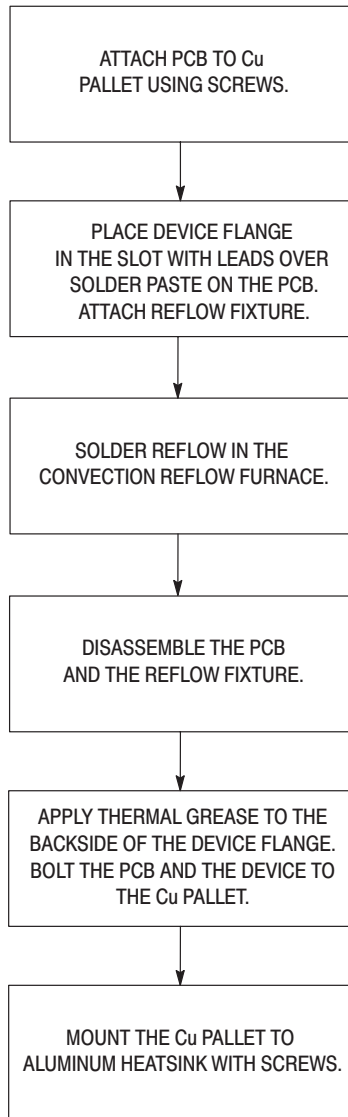 ATTACH PCB TO Cu
PALLET USING SCREWS.
PLACE DEVICE FLANGE
IN THE SLOT WITH LEADS OVER
SOLDER PASTE ON THE PCB.
ATTACH REFLOW FIXTURE.
SOLDER REFLOW IN THE
CONVECTION REFLOW FURNACE.
DISASSEMBLE THE PCB
AND THE REFLOW FIXTURE.
APPLY THERMAL GREASE TO THE
BACKSIDE OF THE DEVICE FLANGE.
BOLT THE PCB AND THE DEVICE TO
THE Cu PALLET.
MOUNT THE Cu PALLET TO
ALUMINUM HEATSINK WITH SCREWS.